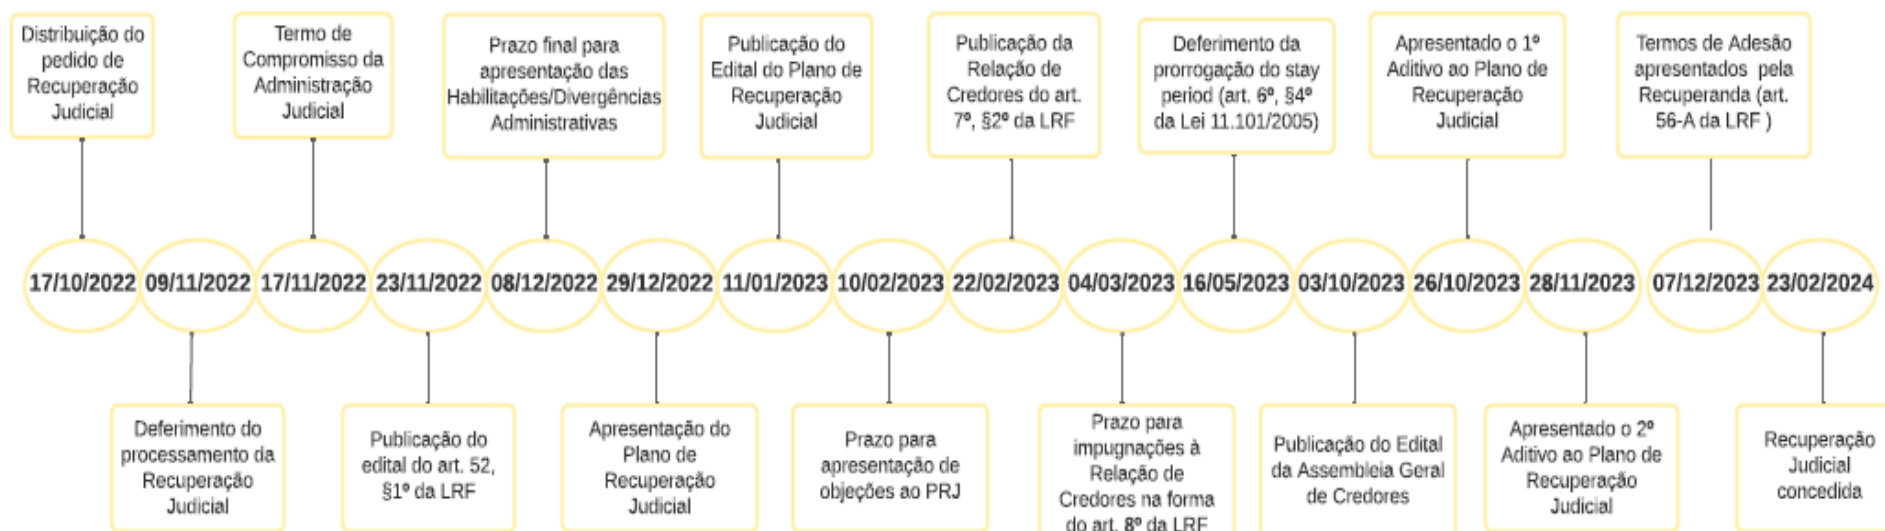 Distribuição do
pedido de
Recuperação
Judicial
Termo de
Compromisso da
Administração
Judicial
Prazo final para
apresentação das
Habilitações/Divergências
Administrativas
Publicação do
Edital do Plano de
Recuperação
Judicial
Publicação da
Relação de
Credores do art.
7º, §2º da LRF
Deferimento da
prorrogação do stay
period (art. 6º, §4º
da Lei 11.101/2005)
Apresentado o 1º
Aditivo ao Plano de
Recuperação
Judicial
Termos de Adesão
apresentados pela
Recuperanda (art.
56-A da LRF )
17/10/2022 09/11/2022 17/11/2022 23/11/2022 08/12/2022 29/12/2022 11/01/2023 10/02/2023 22/02/2023 04/03/2023 16/05/2023 03/10/2023 26/10/2023 28/11/2023 07/12/2023 23/02/2024
Deferimento do
processamento da
Recuperação
Judicial
Publicação do
edital do art. 52,
§1º da LRF
Apresentação do
Plano de
Recuperação
Judicial
Prazo para
apresentação de
objeções ao PRJ
Prazo para
impugnações à
Relação de
Credores na forma
do art. 8º da LRF
Publicação do Edital
da Assembleia Geral
de Credores
Apresentado o 2º
Aditivo ao Plano de
Recuperação
Judicial
Recuperação
Judicial
concedida